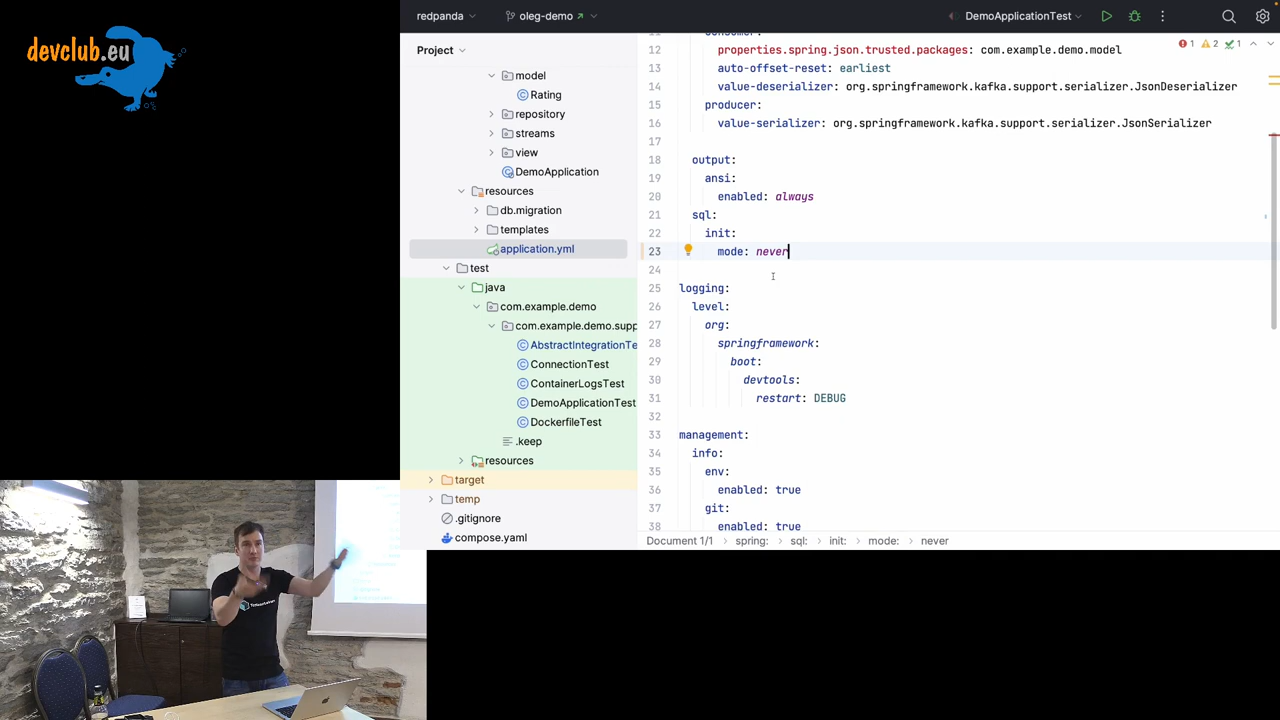 devclub.eu
redpanda
oleg-demo
DemoApplicationTest
Project
model
Rating
repository
streams
view
DemoApplication
resources
db.migration
templates
application.yml
test
java
com.example.demo
com.example.demo.supp
AbstractIntegrationTe
ConnectionTest
ContainerLogsTest
DemoApplicationTest
DockerfileTest
.keep
resources
target
temp
.gitignore
compose.yaml
1 2 1
12 properties.spring.json.trusted.packages: com.example.demo.model
13 auto-offset-reset: earliest
14 value-deserializer: org.springframework.kafka.support.serializer.JsonDeserializer
15 producer:
16 value-serializer: org.springframework.kafka.support.serializer.JsonSerializer
17
18 output:
19 ansi:
20 enabled: always
21 sql:
22 init:
23 mode: never
24
25 logging:
26 level:
27 org:
28 springframework:
29 boot:
30 devtools:
31 restart: DEBUG
32
33 management:
34 info:
35 env:
36 enabled: true
37 git:
38 enabled: true
Document 1/1 spring: sql: init: mode: never